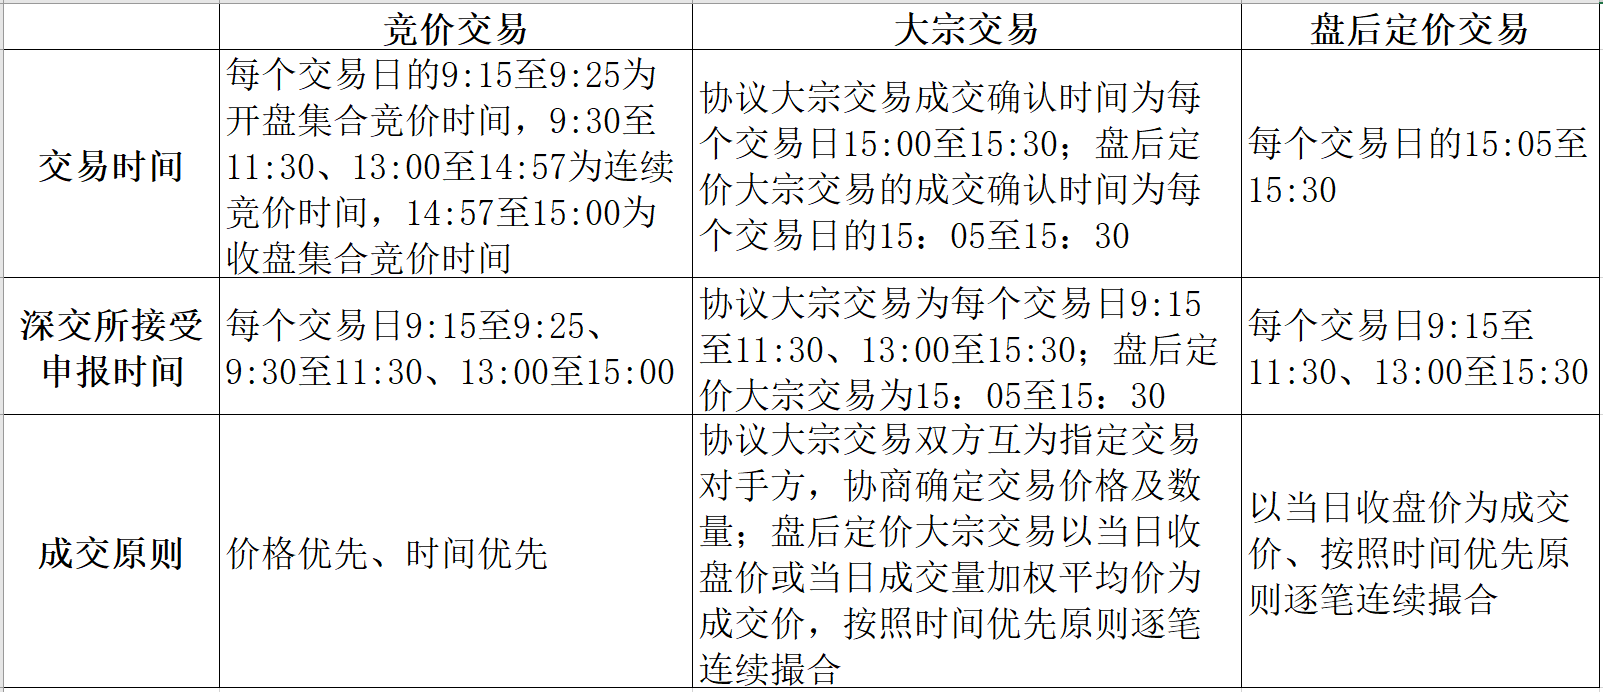 竞价交易
大宗交易
盘后定价交易
交易时间
每个交易日的9:15至9:25为
开盘集合竞价时间，9:30至
11:30、13:00至14:57为连续
竞价时间，14:57至15:00为
收盘集合竞价时间
协议大宗交易成交确认时间为每
个交易日15:00至15:30；盘后定
价大宗交易的成交确认时间为每
个交易日的15：05至15：30
每个交易日的15:05至
15:30
深交所接受
申报时间
每个交易日9:15至9:25、
9:30至11:30、13:00至15:00
协议大宗交易为每个交易日9:15
至11:30、13:00至15:30；盘后定
价大宗交易为15：05至15：30
每个交易日9:15至
11:30、13:00至15:30
成交原则
价格优先、时间优先
协议大宗交易双方互为指定交易
对手方，协商确定交易价格及数
量；盘后定价大宗交易以当日收
盘价或当日成交量加权平均价为
成交价，按照时间优先原则逐笔
连续撮合
以当日收盘价为成交
价、按照时间优先原
则逐笔连续撮合